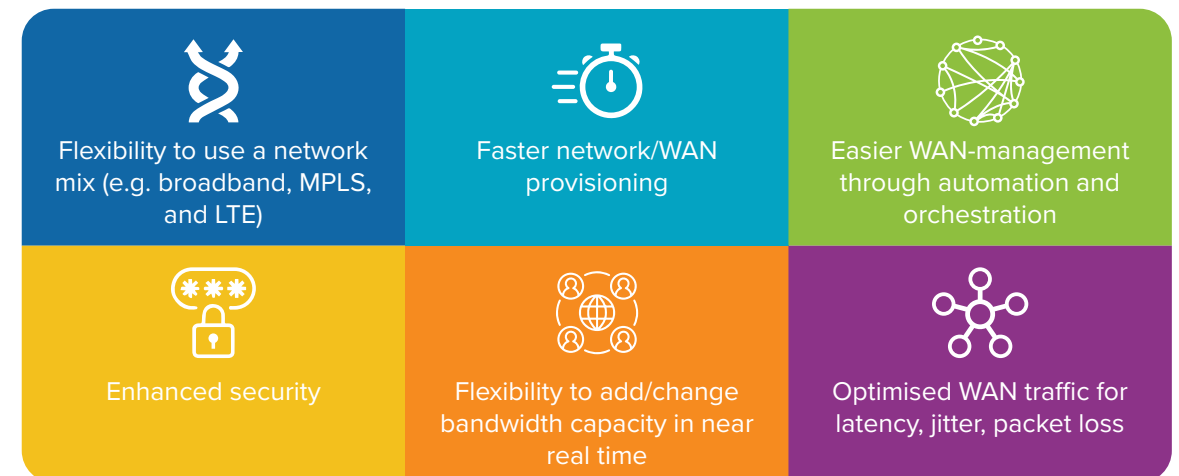 Flexibility to use a network
mix (e.g. broadband, MPLS,
and LTE)
Faster network/WAN
provisioning
Easier WAN-management
through automation and
orchestration
***
Enhanced security
Flexibility to add/change
bandwidth capacity in near
real time
Optimised WAN traffic for
latency, jitter, packet loss